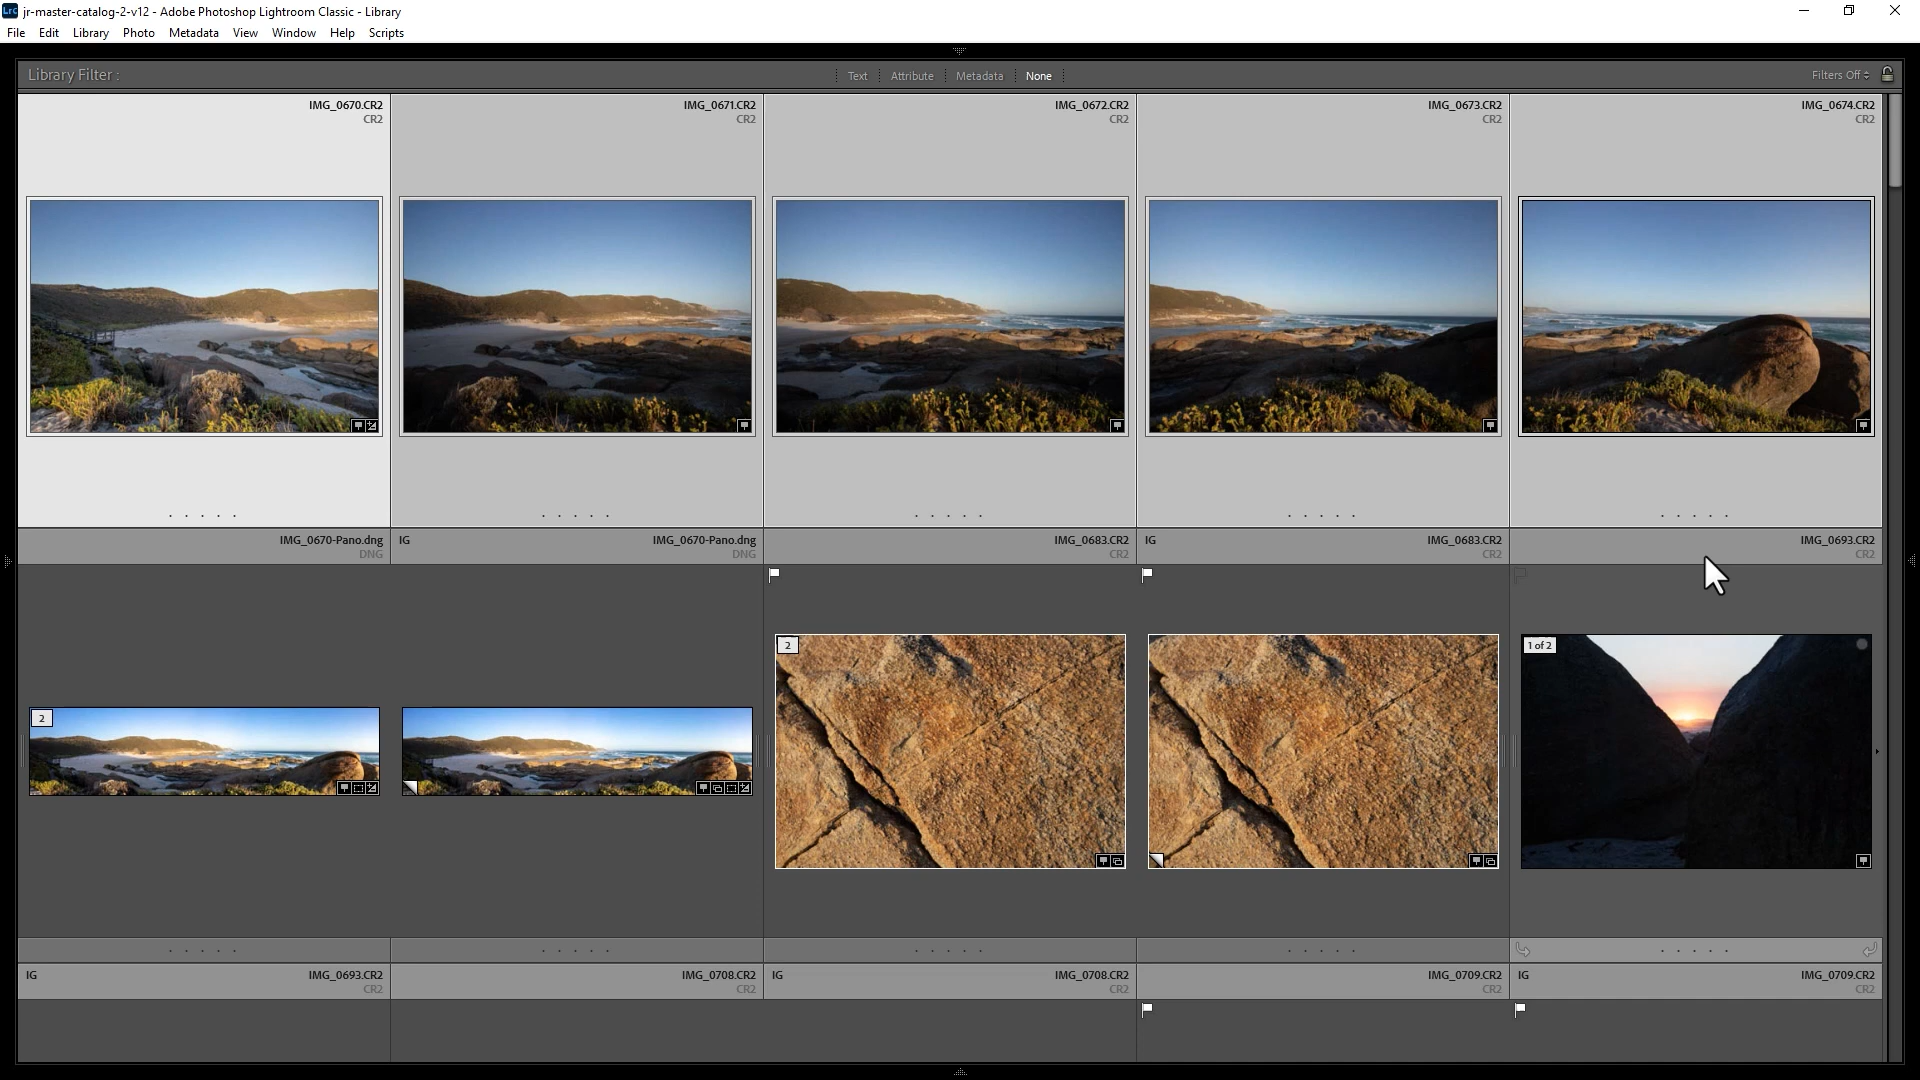 Lrc jr-master-catalog-2-v12 - Adobe Photoshop Lightroom Classic - Library
File Edit Library Photo Metadata View Window Help Scripts
Library Filter : Text Attribute Metadata None Filters Off
IMG_0670.CR2 IMG_0671.CR2 IMG_0672.CR2 IMG_0673.CR2 IMG_0674.CR2
CR2 CR2 CR2 CR2 CR2
IMG_0670-Pano.dng IG IMG_0670-Pano.dng IMG_0683.CR2 IG IMG_0683.CR2 IMG_0693.CR2
DNG DNG CR2 CR2 CR2
2 1 of 2
2
IG IMG_0693.CR2 IMG_0708.CR2 IG IMG_0708.CR2 IMG_0709.CR2 IG IMG_0709.CR2
CR2 CR2 CR2 CR2 CR2